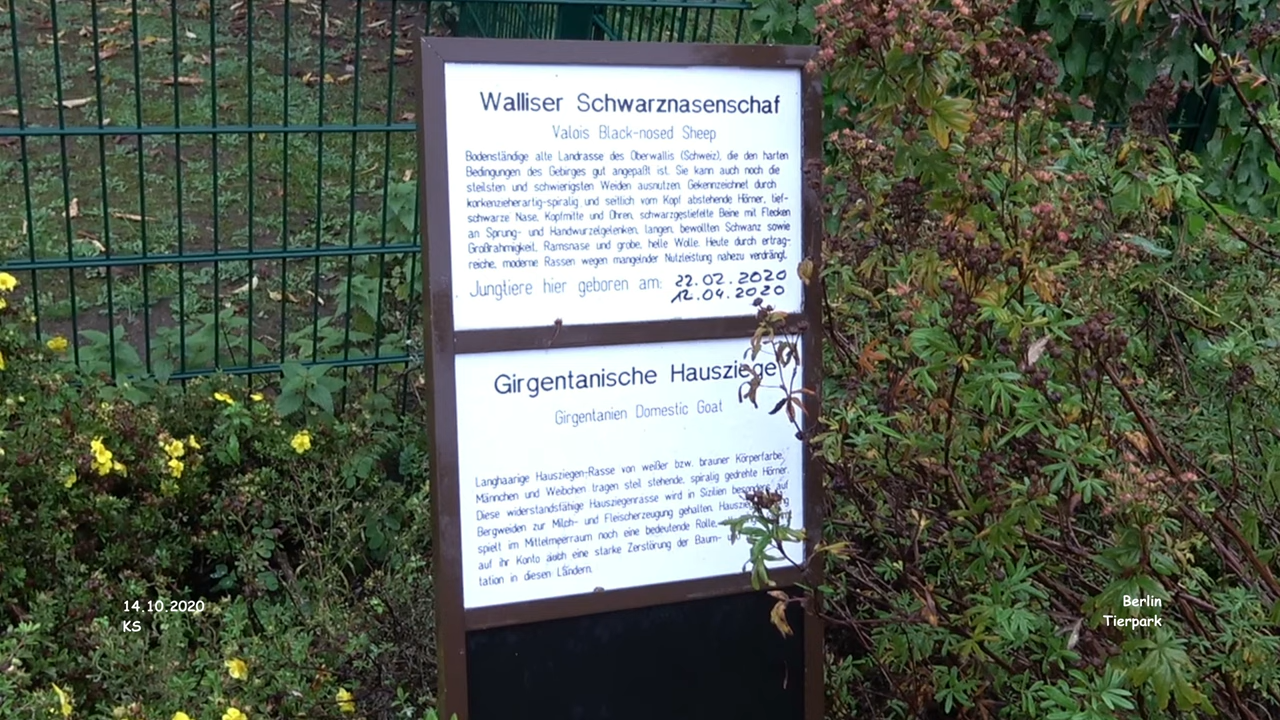 Walliser Schwarznasenschaf
Valois Black-nosed Sheep
Bodenständige alte Landrasse des Oberwallis (Schweiz), die den harten
Bedingungen des Gebirges gut angepaßt ist. Sie kann auch noch die
steilsten und schwierigsten Weiden ausnutzen. Gekennzeichnet durch
korkenzieherartig-spiralig und seitlich vom Kopf abstehende Hörner, tief-
schwarze Nase, Kopfmitte und Ohren, schwarzgestiefelte Beine mit Flecken
an Sprung- und Handwurzelgelenken, langen, bewollten Schwanz sowie
Großrahmigkeit, Ramsnase und grobe, helle Wolle. Heute durch ertrag-
reiche, moderne Rassen wegen mangelnder Nutzleistung nahezu verdrängt.
Jungtiere hier geboren am: 22.02.2020
12.04.2020
Girgentanische Hausziege
Girgentanien Domestic Goat
Langhaarige Hausziegen-Rasse von weißer bzw. brauner Körperfarbe.
Männchen und Weibchen tragen steil stehende, spiralig gedrehte Hörner.
Diese widerstandsfähige Hausziegenrasse wird in Sizilien besonders auf
Bergweiden zur Milch- und Fleischerzeugung gehalten.
spielt im Mittelmeerraum noch eine bedeutende Rolle,
auf ihr Konto auch eine starke Zerstörung der Baum-
tation in diesen Ländern.
14.10.2020
KS
Berlin
Tierpark